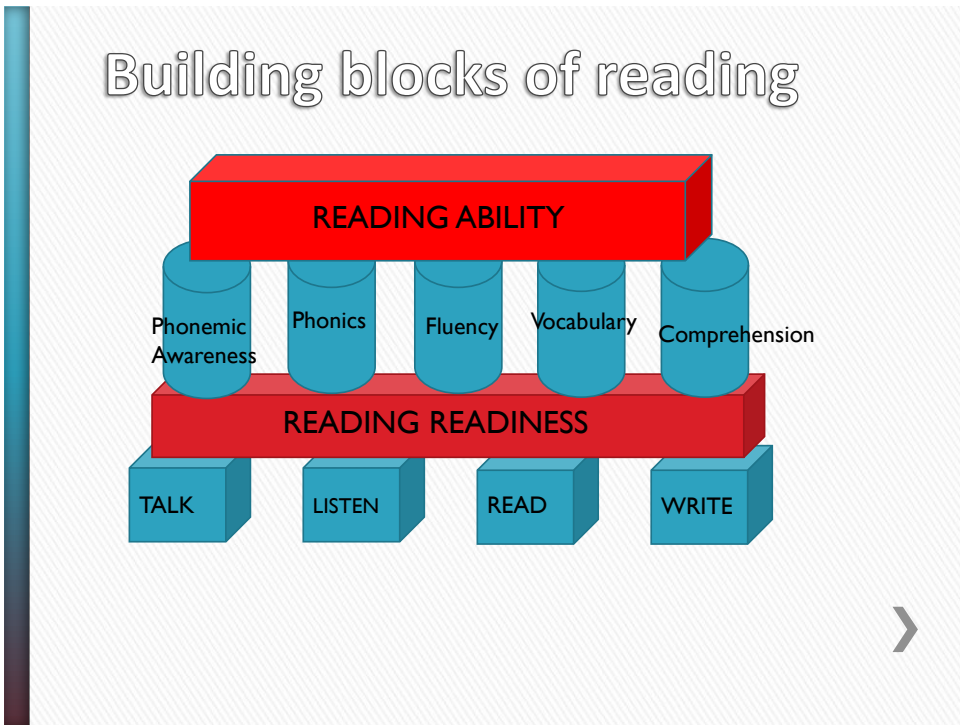 Building blocks of reading
READING ABILITY
Phonemic
Awareness
Phonics
Fluency
Vocabulary
Comprehension
READING READINESS
TALK
LISTEN
READ
WRITE